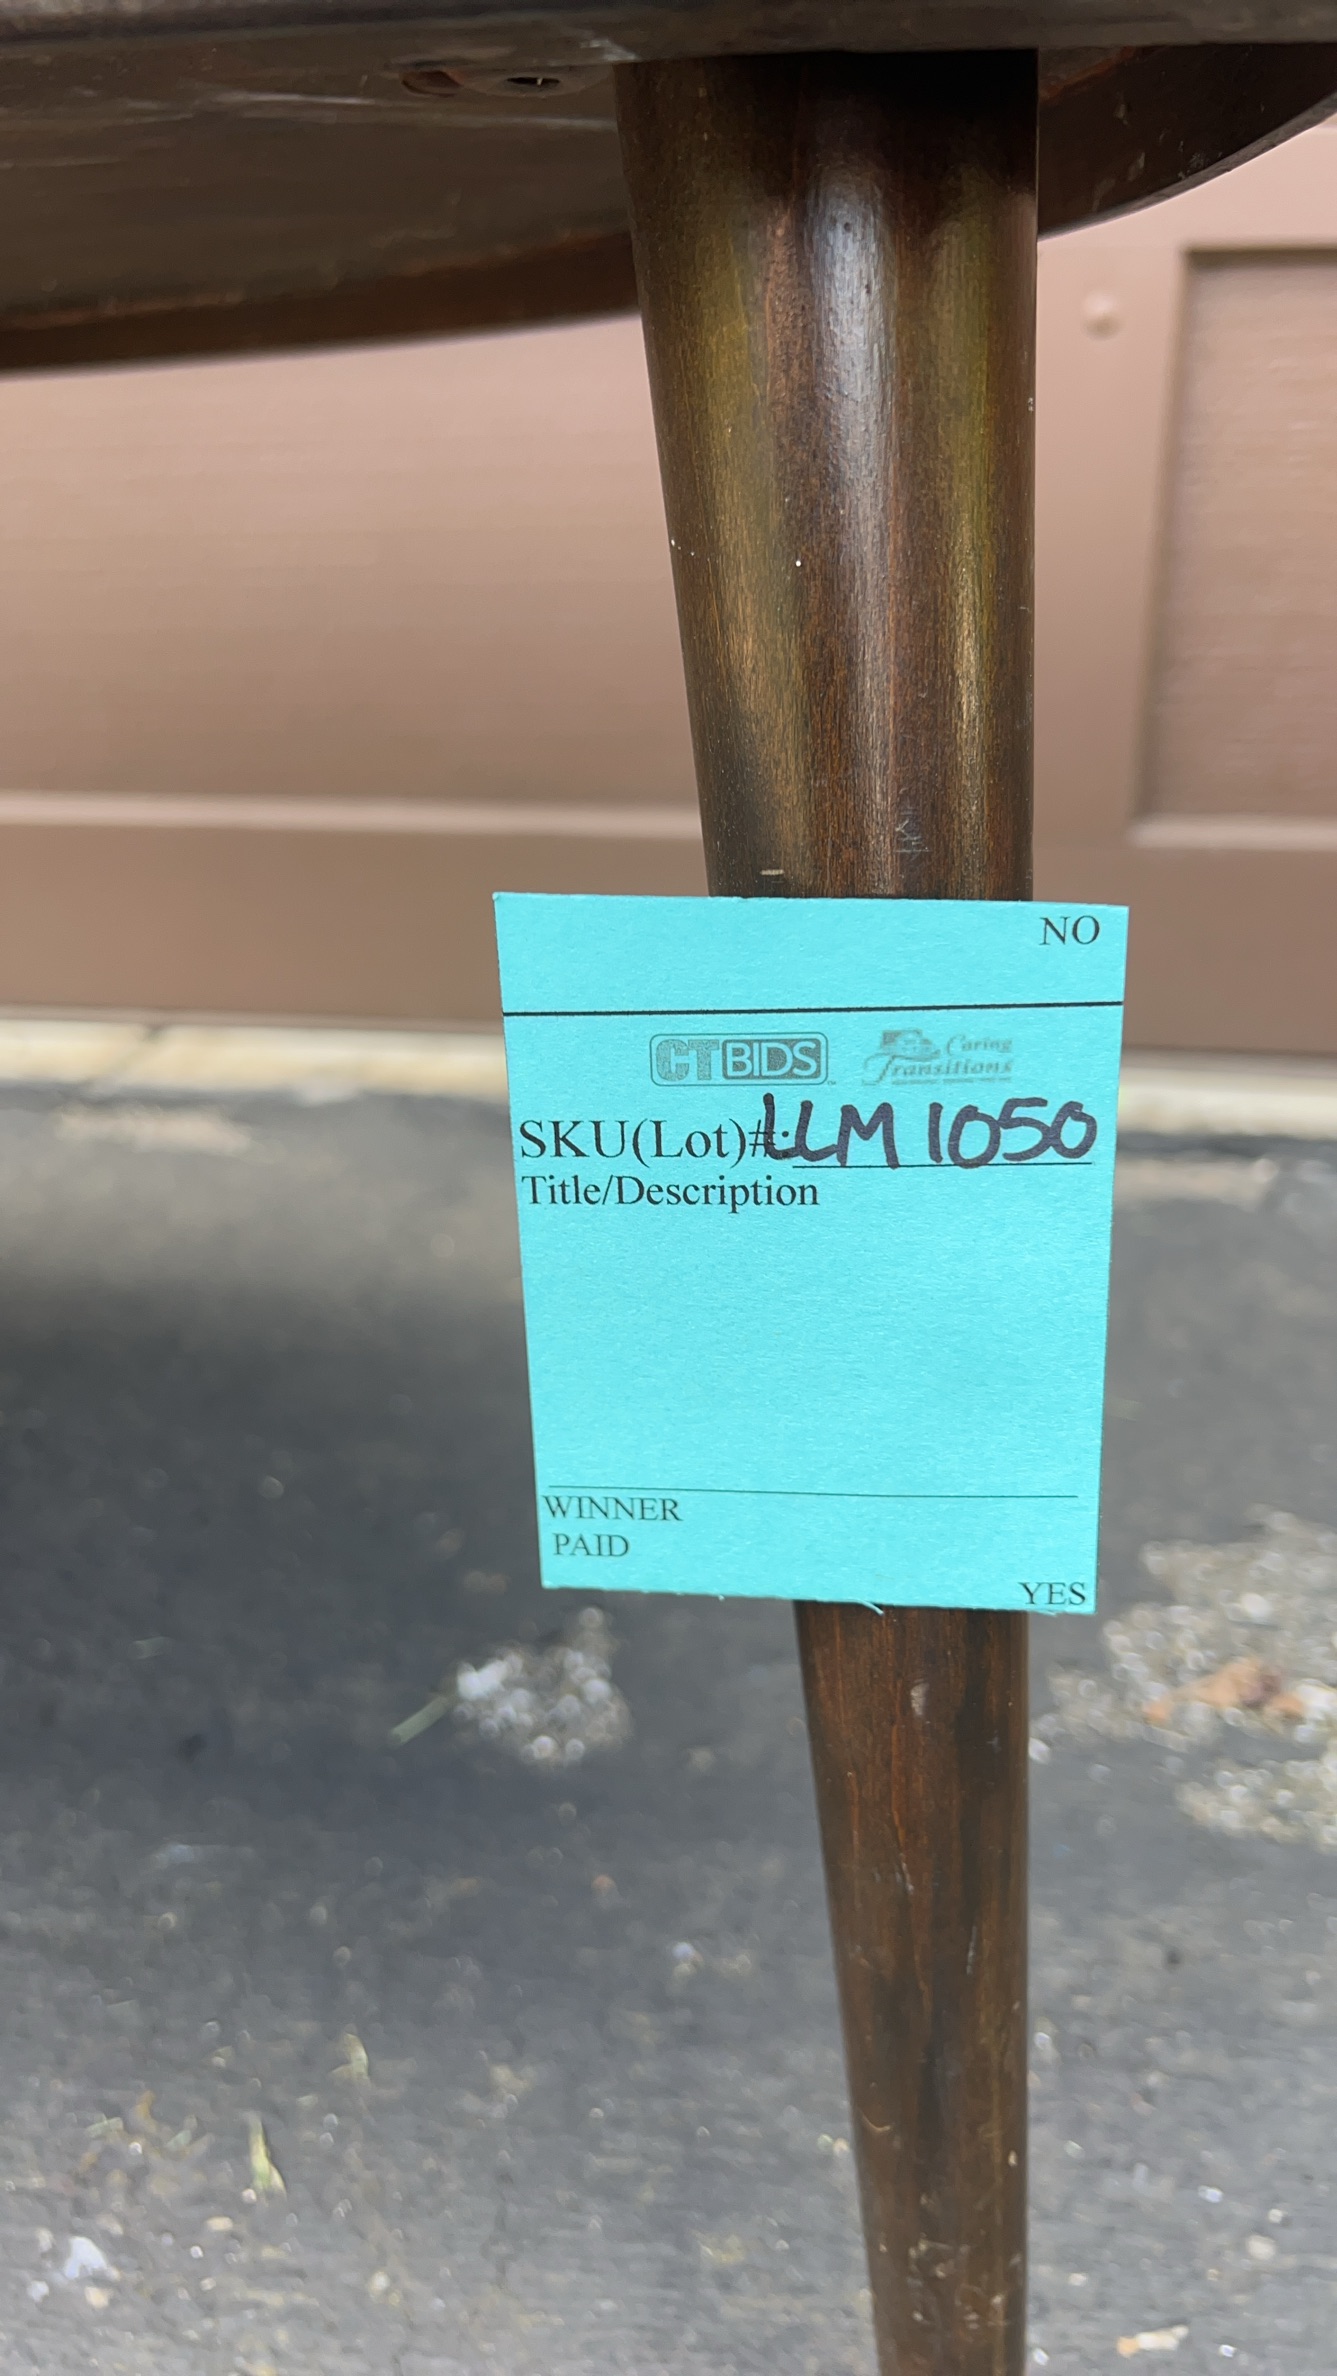 NO
CTBIDS
Caring
Transitions
SKU(Lot)#: LLM 1050
Title/Description
WINNER
PAID
YES